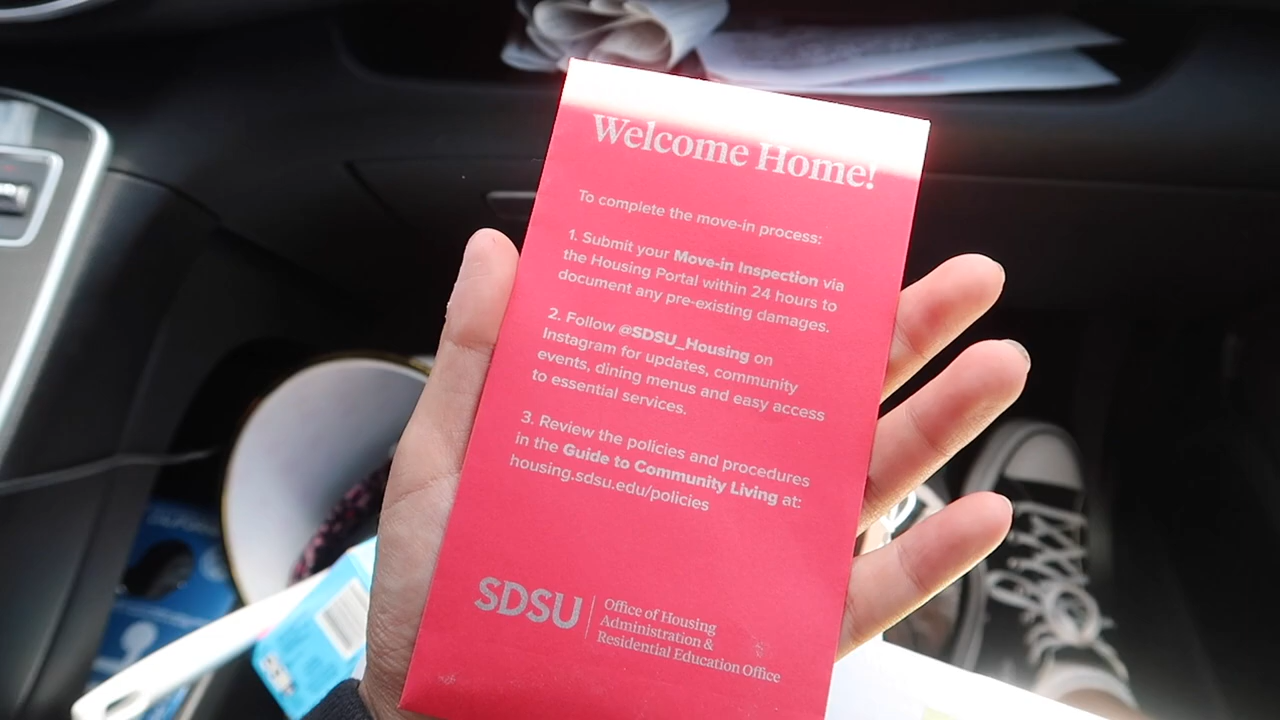 Welcome Home!
To complete the move-in process:
1. Submit your Move-in Inspection via
the Housing Portal within 24 hours to
document any pre-existing damages.
2. Follow @SDSU_Housing on
Instagram for updates, community
events, dining menus and easy access
to essential services.
3. Review the policies and procedures
in the Guide to Community Living at:
housing.sdsu.edu/policies
SDSU
Office of Housing
Administration &
Residential Education Office